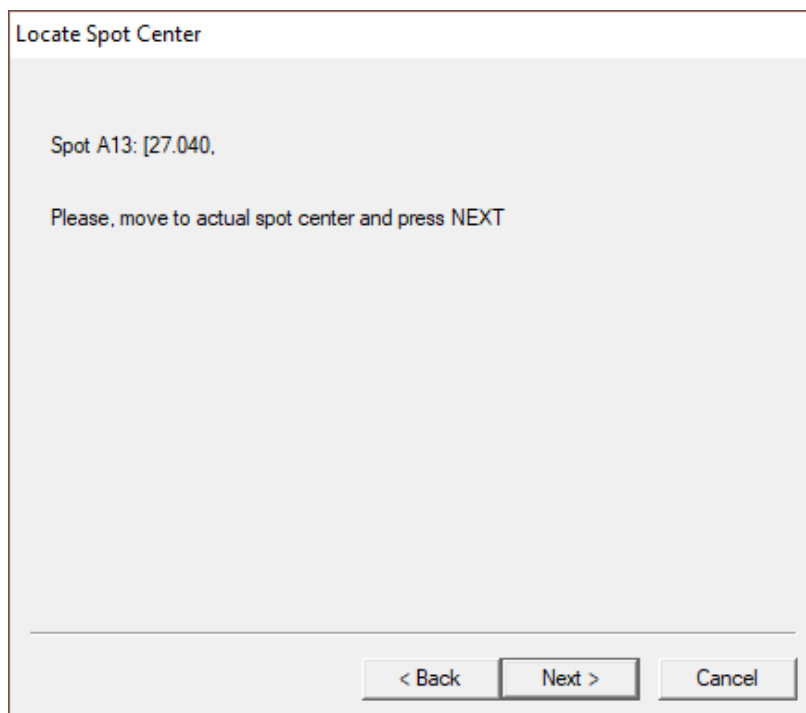 Locate Spot Center
Spot A13: [27.040,
Please, move to actual spot center and press NEXT
< Back Next > Cancel